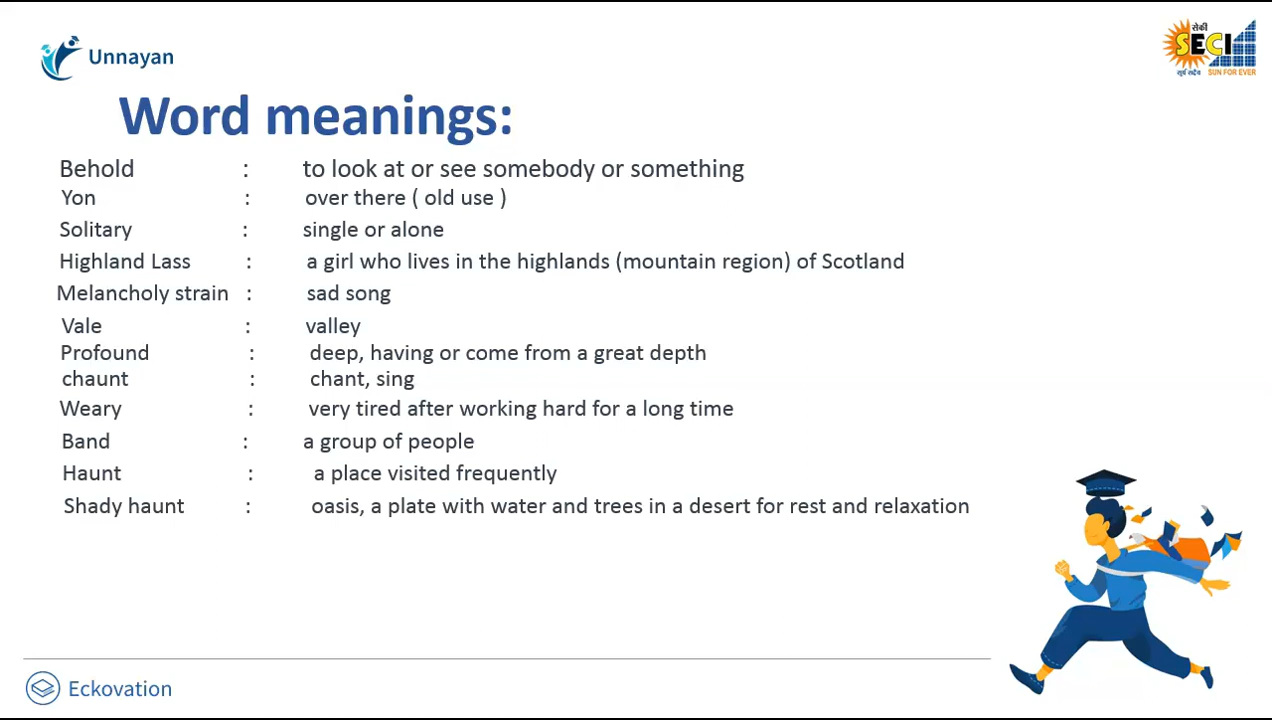 Unnayan
सेकी
SECI
सूर्य सदैव SUN FOR EVER
Word meanings:
Behold : to look at or see somebody or something
Yon : over there ( old use )
Solitary : single or alone
Highland Lass : a girl who lives in the highlands (mountain region) of Scotland
Melancholy strain : sad song
Vale : valley
Profound : deep, having or come from a great depth
chaunt : chant, sing
Weary : very tired after working hard for a long time
Band : a group of people
Haunt : a place visited frequently
Shady haunt : oasis, a plate with water and trees in a desert for rest and relaxation
Eckovation